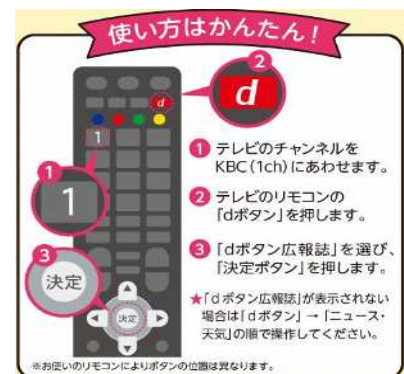 使い方はかんたん!
2
d
d
1
1
1
3
決定
決定
1 テレビのチャンネルを
KBC(1ch)にあわせます。
2 テレビのリモコンの
「dボタン」を押します。
3 「dボタン広報誌」を選び、
「決定ボタン」を押します。
★「dボタン広報誌」が表示されない
場合は「dボタン」→「ニュース・
天気」の順で操作してください。
※お使いのリモコンによりボタンの位置は異なります。